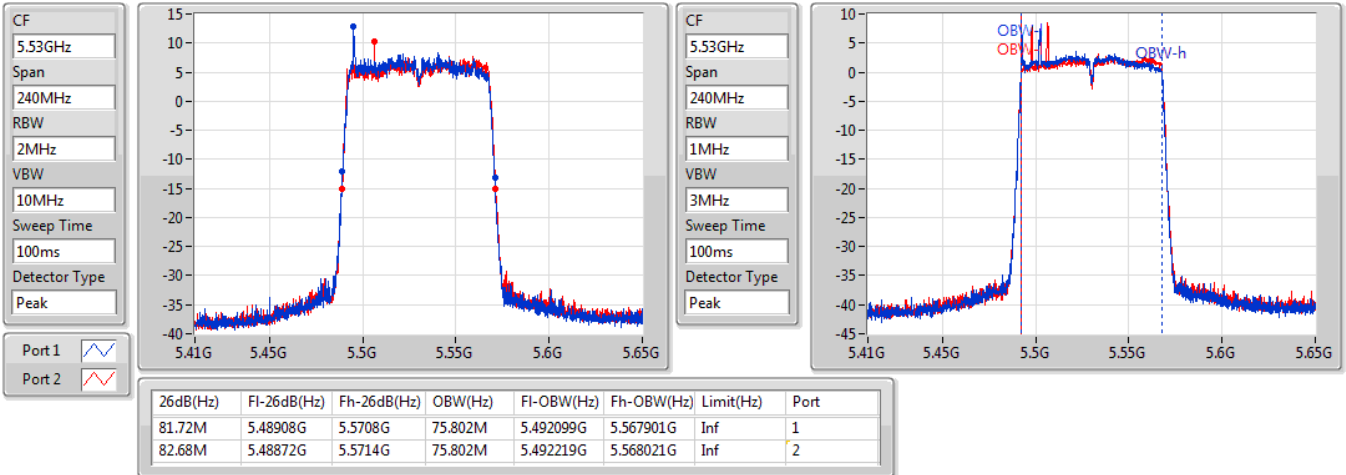 CF
5.53GHz
Span
240MHz
RBW
2MHz
VBW
10MHz
Sweep Time
100ms
Detector Type
Peak
Port 1
Port 2
15
10
5
0
-5
-10
-15
-20
-25
-30
-35
-40
5.41G 5.45G 5.5G 5.55G 5.6G 5.65G
CF
5.53GHz
Span
240MHz
RBW
1MHz
VBW
3MHz
Sweep Time
100ms
Detector Type
Peak
10
5
0
-5
-10
-15
-20
-25
-30
-35
-40
-45
OBW-
OBW-
OBW-h
5.41G 5.45G 5.5G 5.55G 5.6G 5.65G
26dB(Hz) Fl-26dB(Hz) Fh-26dB(Hz) OBW(Hz) Fl-OBW(Hz) Fh-OBW(Hz) Limit(Hz) Port
81.72M 5.48908G 5.5708G 75.802M 5.492099G 5.567901G Inf 1
82.68M 5.48872G 5.5714G 75.802M 5.492219G 5.568021G Inf 2